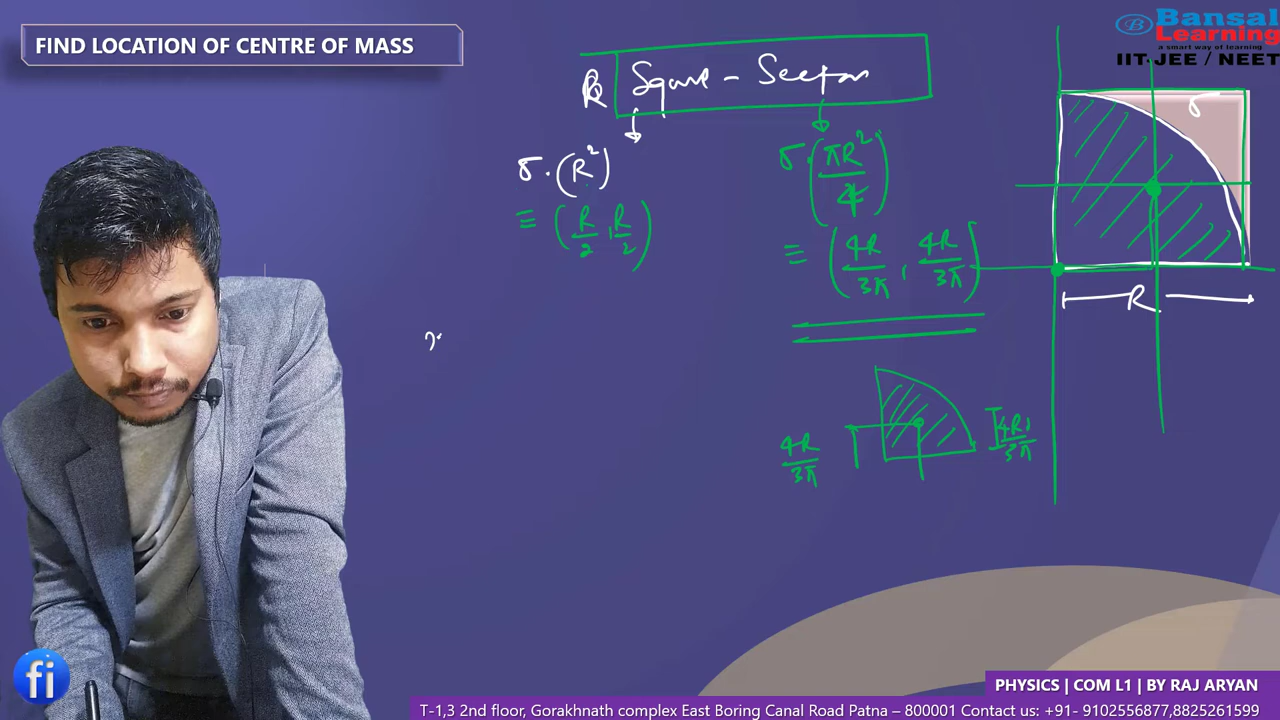 FIND LOCATION OF CENTRE OF MASS
Bansal
Learning
a smart way of learning
IIT-JEE / NEET
Square - Sector
σ.(R²)
≡ (R/2, R/2)
σ.(πR²/4)
≡ (4R/3π, 4R/3π)
σ
R
4R/3π
4R/3π
fi
PHYSICS | COM L1 | BY RAJ ARYAN
T-1,3 2nd floor, Gorakhnath complex East Boring Canal Road Patna – 800001 Contact us: +91- 9102556877,8825261599